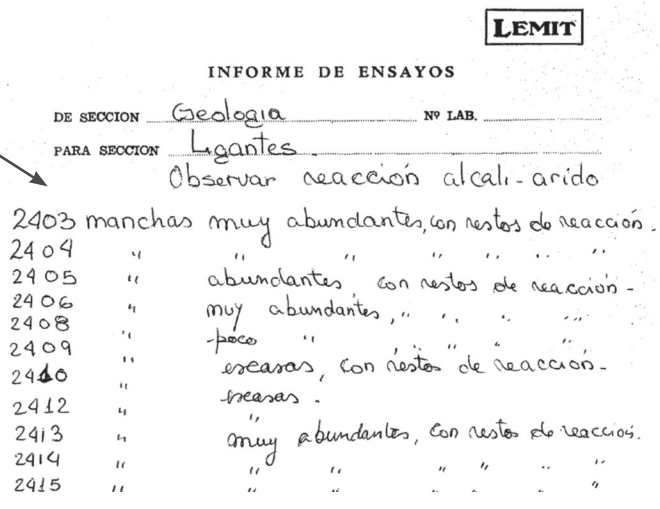 LEMIT
INFORME DE ENSAYOS
DE SECCION Geologia Nº LAB.
PARA SECCION Ligantes
Observar reacción alcali-arido
2403 manchas muy abundantes, con restos de reacción.
2404 " " " " " " "
2405 " abundantes, con restos de reacción-
2406 " muy abundantes, " " " "
2408 " poco " , " " " "
2409 " escasas, con restos de reacción-
2410 " escasas.
2412 " "
2413 " muy abundantes, con restos de reacción.
2414 " " " " " " "
2415 " " " " " " "